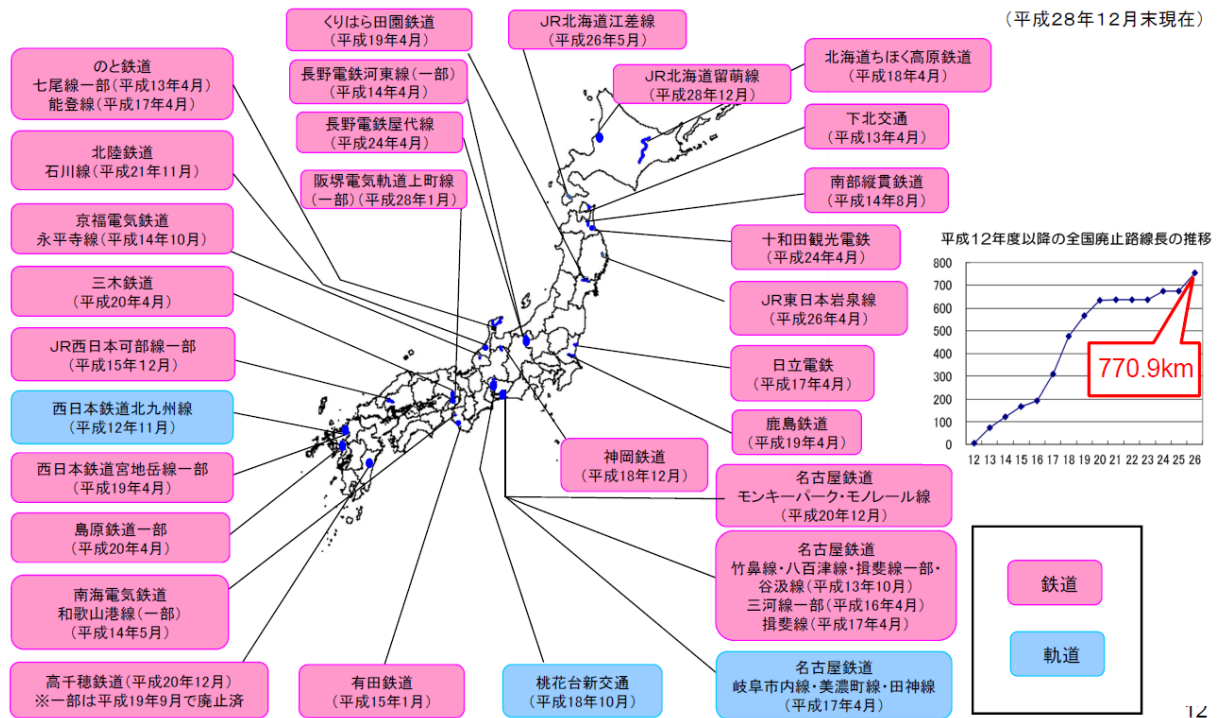 (平成28年12月末現在)
くりはら田園鉄道
(平成19年4月)
JR北海道江差線
(平成26年5月)
北海道ちほく高原鉄道
(平成18年4月)
のと鉄道
七尾線一部(平成13年4月)
能登線(平成17年4月)
長野電鉄河東線(一部)
(平成14年4月)
JR北海道留萌線
(平成28年12月)
下北交通
(平成13年4月)
長野電鉄屋代線
(平成24年4月)
北陸鉄道
石川線(平成21年11月)
阪堺電気軌道上町線
(一部)(平成28年1月)
南部縦貫鉄道
(平成14年8月)
京福電気鉄道
永平寺線(平成14年10月)
十和田観光電鉄
(平成24年4月)
三木鉄道
(平成20年4月)
JR東日本岩泉線
(平成26年4月)
JR西日本可部線一部
(平成15年12月)
日立電鉄
(平成17年4月)
西日本鉄道北九州線
(平成12年11月)
鹿島鉄道
(平成19年4月)
西日本鉄道宮地岳線一部
(平成19年4月)
神岡鉄道
(平成18年12月)
名古屋鉄道
モンキーパーク・モノレール線
(平成20年12月)
島原鉄道一部
(平成20年4月)
名古屋鉄道
竹鼻線・八百津線・揖斐線一部・
谷汲線(平成13年10月)
三河線一部(平成16年4月)
揖斐線(平成17年4月)
南海電気鉄道
和歌山港線(一部)
(平成14年5月)
高千穂鉄道(平成20年12月)
※一部は平成19年9月で廃止済
有田鉄道
(平成15年1月)
桃花台新交通
(平成18年10月)
名古屋鉄道
岐阜市内線・美濃町線・田神線
(平成17年4月)
平成12年度以降の全国廃止路線長の推移
800
700
600
500
400
300
200
100
0
770.9km
12 13 14 15 16 17 18 19 20 21 22 23 24 25 26
鉄道
軌道
12